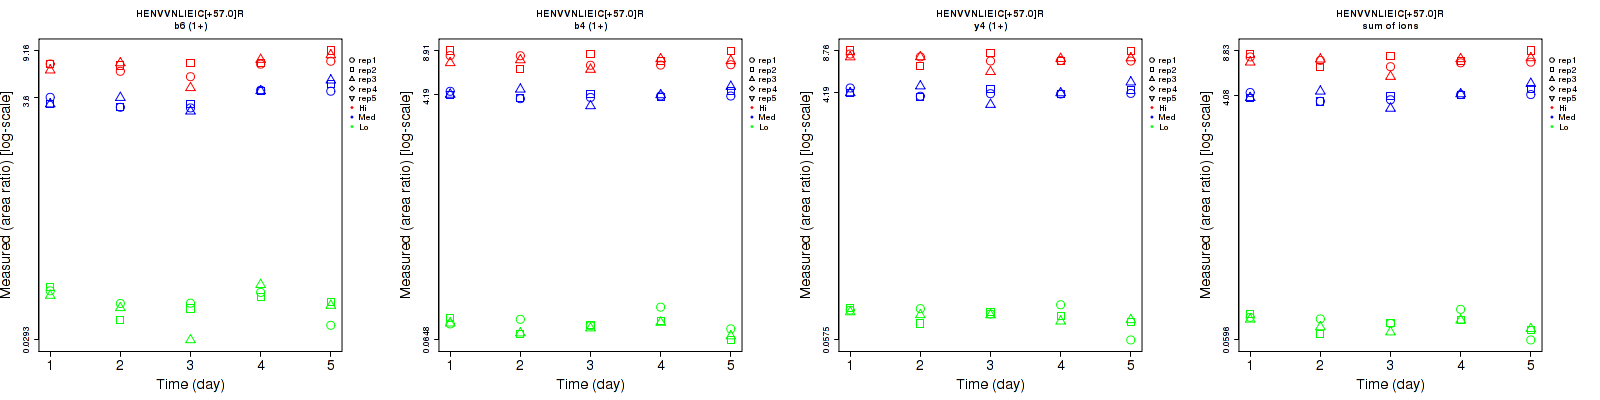 HENVVNLIEIC[+57.0]R
b6 (1+)
Measured (area ratio) [log-scale]
9.16
3.6
0.0293
1 2 3 4 5
Time (day)
rep1
rep2
rep3
rep4
rep5
Hi
Med
Lo
HENVVNLIEIC[+57.0]R
b4 (1+)
Measured (area ratio) [log-scale]
8.91
4.19
0.0648
1 2 3 4 5
Time (day)
rep1
rep2
rep3
rep4
rep5
Hi
Med
Lo
HENVVNLIEIC[+57.0]R
y4 (1+)
Measured (area ratio) [log-scale]
8.76
4.19
0.0575
1 2 3 4 5
Time (day)
rep1
rep2
rep3
rep4
rep5
Hi
Med
Lo
HENVVNLIEIC[+57.0]R
sum of ions
Measured (area ratio) [log-scale]
8.83
4.08
0.0596
1 2 3 4 5
Time (day)
rep1
rep2
rep3
rep4
rep5
Hi
Med
Lo